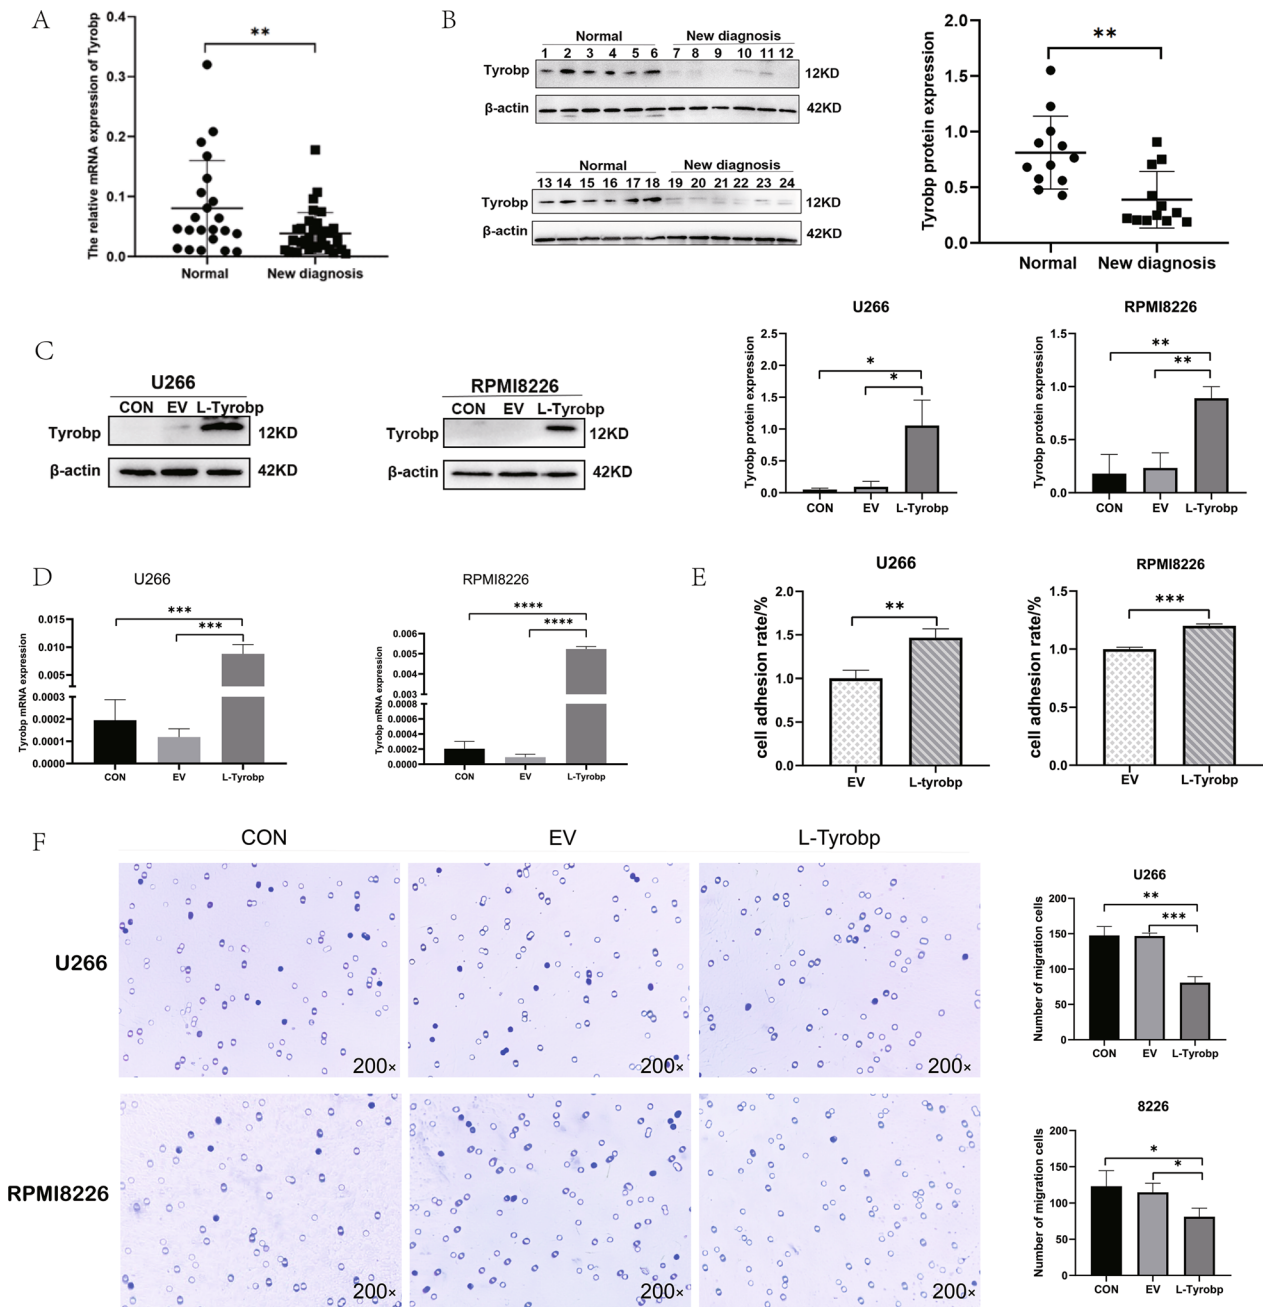 A
The relative mRNA expression of Tyrobp
0.4
0.3
0.2
0.1
0.0
**
Normal
New diagnosis
B
Normal
New diagnosis
1 2 3 4 5 6 7 8 9 10 11 12
Tyrobp
12KD
β-actin
42KD
Normal
New diagnosis
13 14 15 16 17 18 19 20 21 22 23 24
Tyrobp
12KD
β-actin
42KD
Tyrobp protein expression
2.0
1.5
1.0
0.5
0.0
**
Normal
New diagnosis
C
U266
CON EV L-Tyrobp
Tyrobp
12KD
β-actin
42KD
RPMI8226
CON EV L-Tyrobp
Tyrobp
12KD
β-actin
42KD
U266
Tyrobp protein expression
2.5
2.0
1.5
1.0
0.5
0.0
*
*
CON EV L-Tyrobp
RPMI8226
Tyrobp protein expression
1.5
1.0
0.5
0.0
**
**
CON EV L-Tyrobp
D
U266
Tyrobp mRNA expression
0.015
0.010
0.005
0.0003
0.0002
0.0001
0.0000
***
***
CON EV L-Tyrobp
RPMI8226
Tyrobp mRNA expression
0.006
0.005
0.004
0.003
0.0008
0.0006
0.0004
0.0002
0.0000
****
****
CON EV L-Tyrobp
E
U266
cell adhesion rate/%
2.0
1.5
1.0
0.5
0.0
**
EV L-tyrobp
RPMI8226
cell adhesion rate/%
1.5
1.0
0.5
0.0
***
EV L-Tyrobp
F
CON EV L-Tyrobp
U266
200×
200×
200×
RPMI8226
200×
200×
200×
U266
Number of migration cells
200
150
100
50
0
**
***
CON EV L-Tyrobp
8226
Number of migration cells
200
150
100
50
0
*
*
CON EV L-Tyrobp